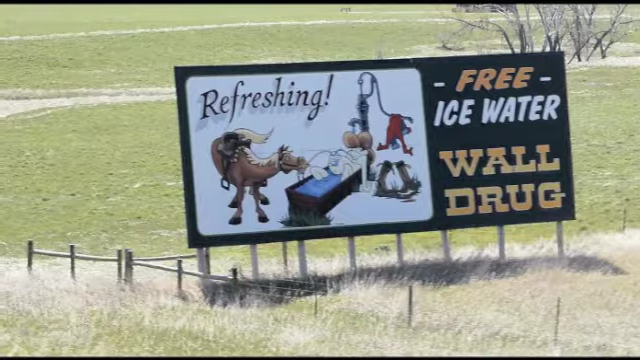 Refreshing!
- FREE -
ICE WATER
WALL
DRUG